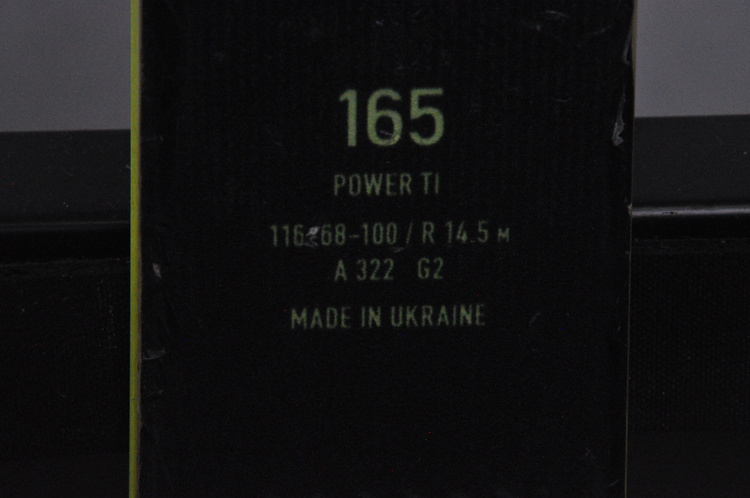 165
POWER TI
116-68-100 / R 14.5 M
A 322 G2
MADE IN UKRAINE